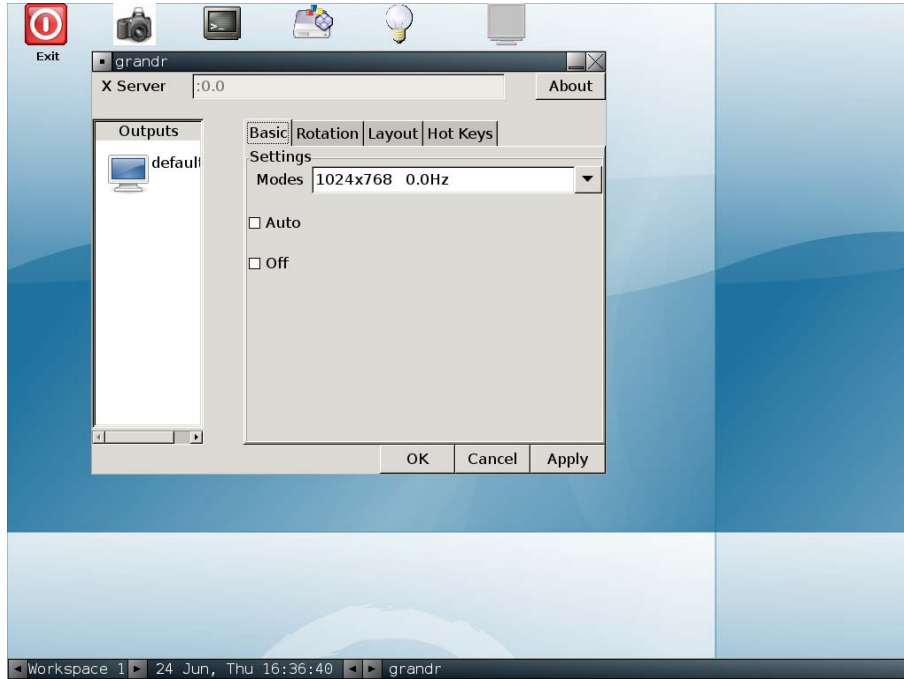 Exit
grandr
X Server :0.0 About
Outputs
default
Basic Rotation Layout Hot Keys
Settings
Modes 1024x768 0.0Hz
Auto
Off
OK Cancel Apply
Workspace 1 24 Jun, Thu 16:36:40 grandr